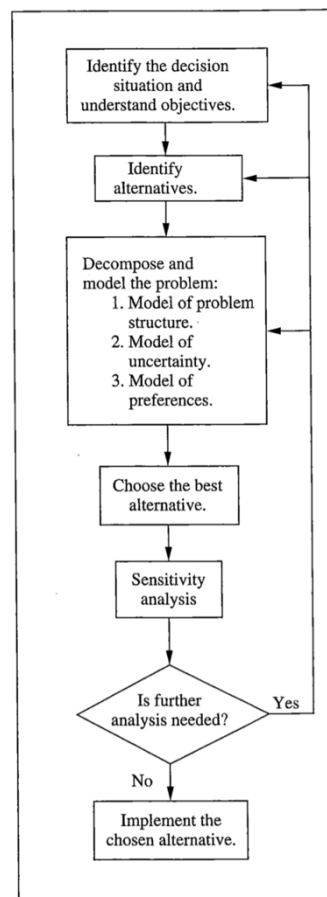 Identify the decision
situation and
understand objectives.
Identify
alternatives.
Decompose and
model the problem:
1. Model of problem
structure.
2. Model of
uncertainty.
3. Model of
preferences.
Choose the best
alternative.
Sensitivity
analysis
Is further
analysis needed?
Yes
No
Implement the
chosen alternative.